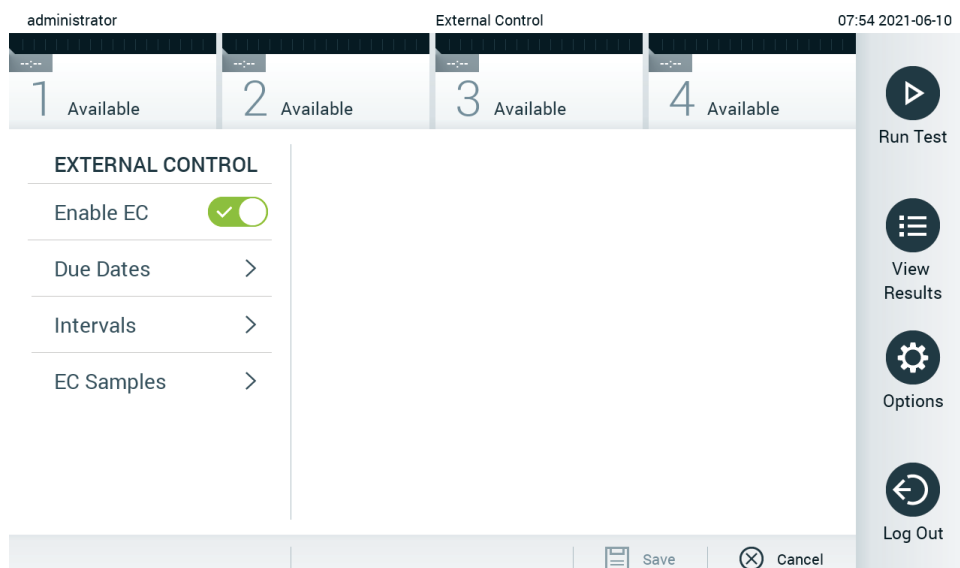 administrator External Control 07:54 2021-06-10
--:-- --:-- --:-- --:--
1 Available 2 Available 3 Available 4 Available
Run Test
EXTERNAL CONTROL
Enable EC
View
Results
Due Dates
Intervals
EC Samples
Options
Log Out
Save Cancel